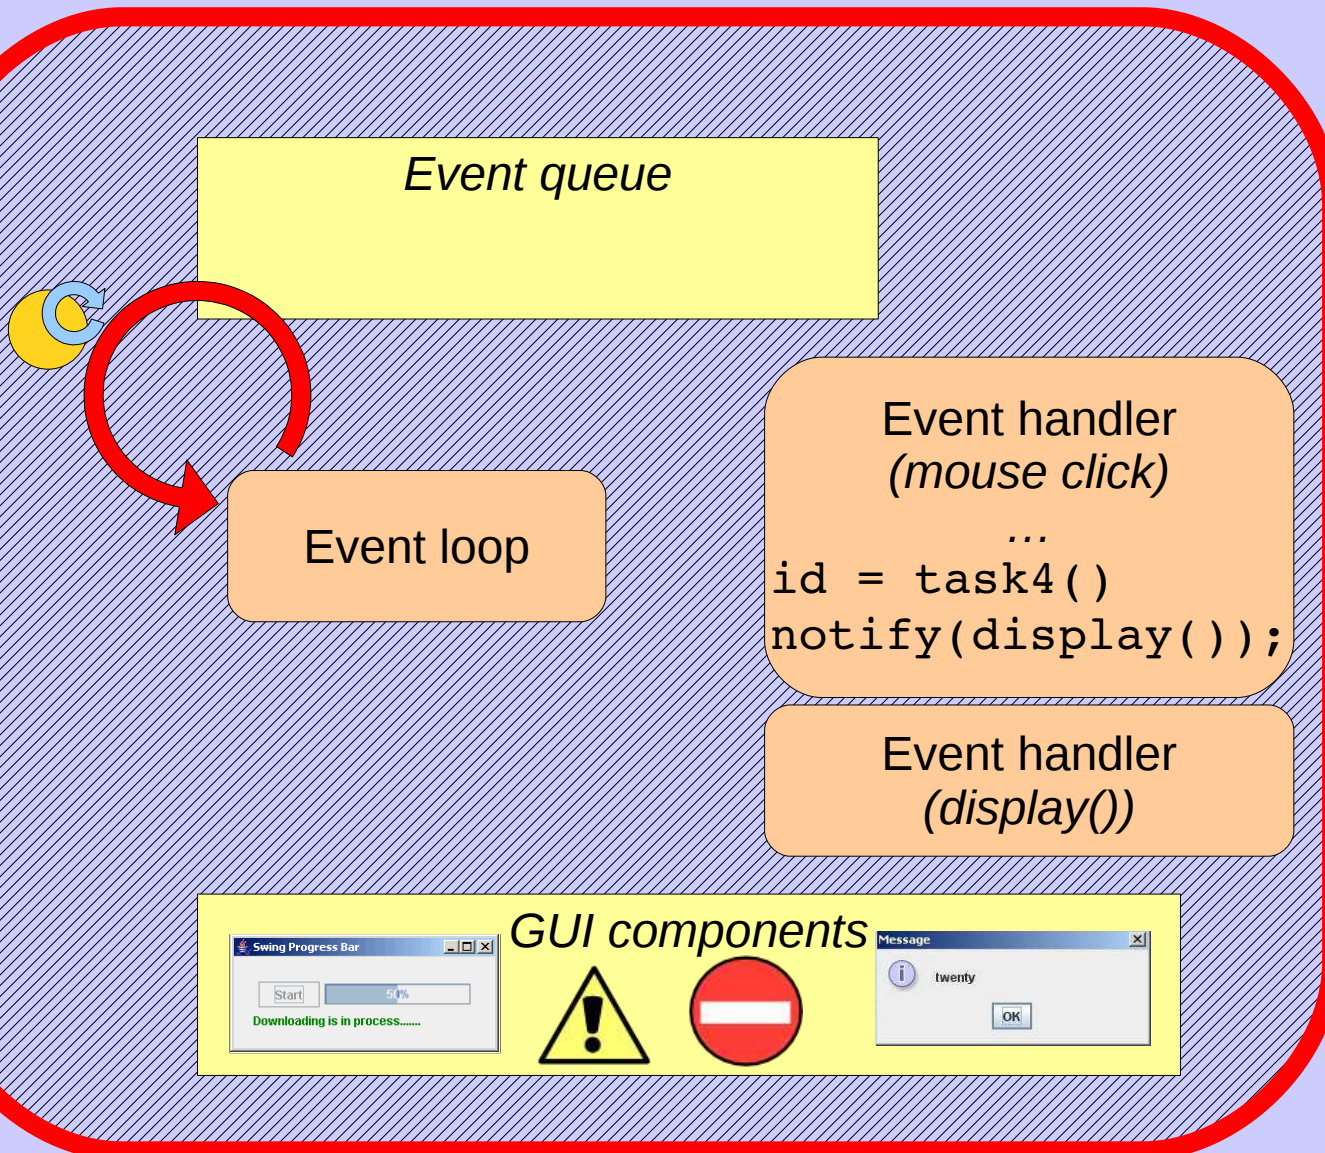 Event queue
Event handler
(mouse click)
...
id = task4()
notify(display());
Event loop
Event handler
(display())
GUI components
Swing Progress Bar
Start
50%
Downloading is in process.......
Message
twenty
OK